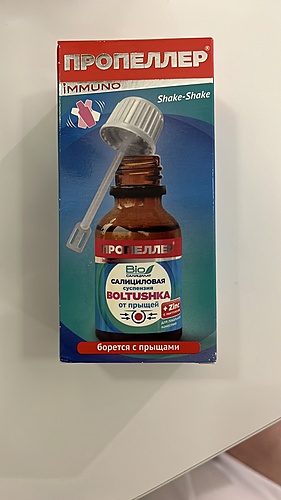 ПРОПЕЛЛЕР®
iMMUNO
Shake-Shake
ПРОПЕЛЛЕР®
Bio
САЛИЦИЛОВАЯ
суспензия
BOLTUSHKA
от прыщей
+ Zinc
борется с прыщами